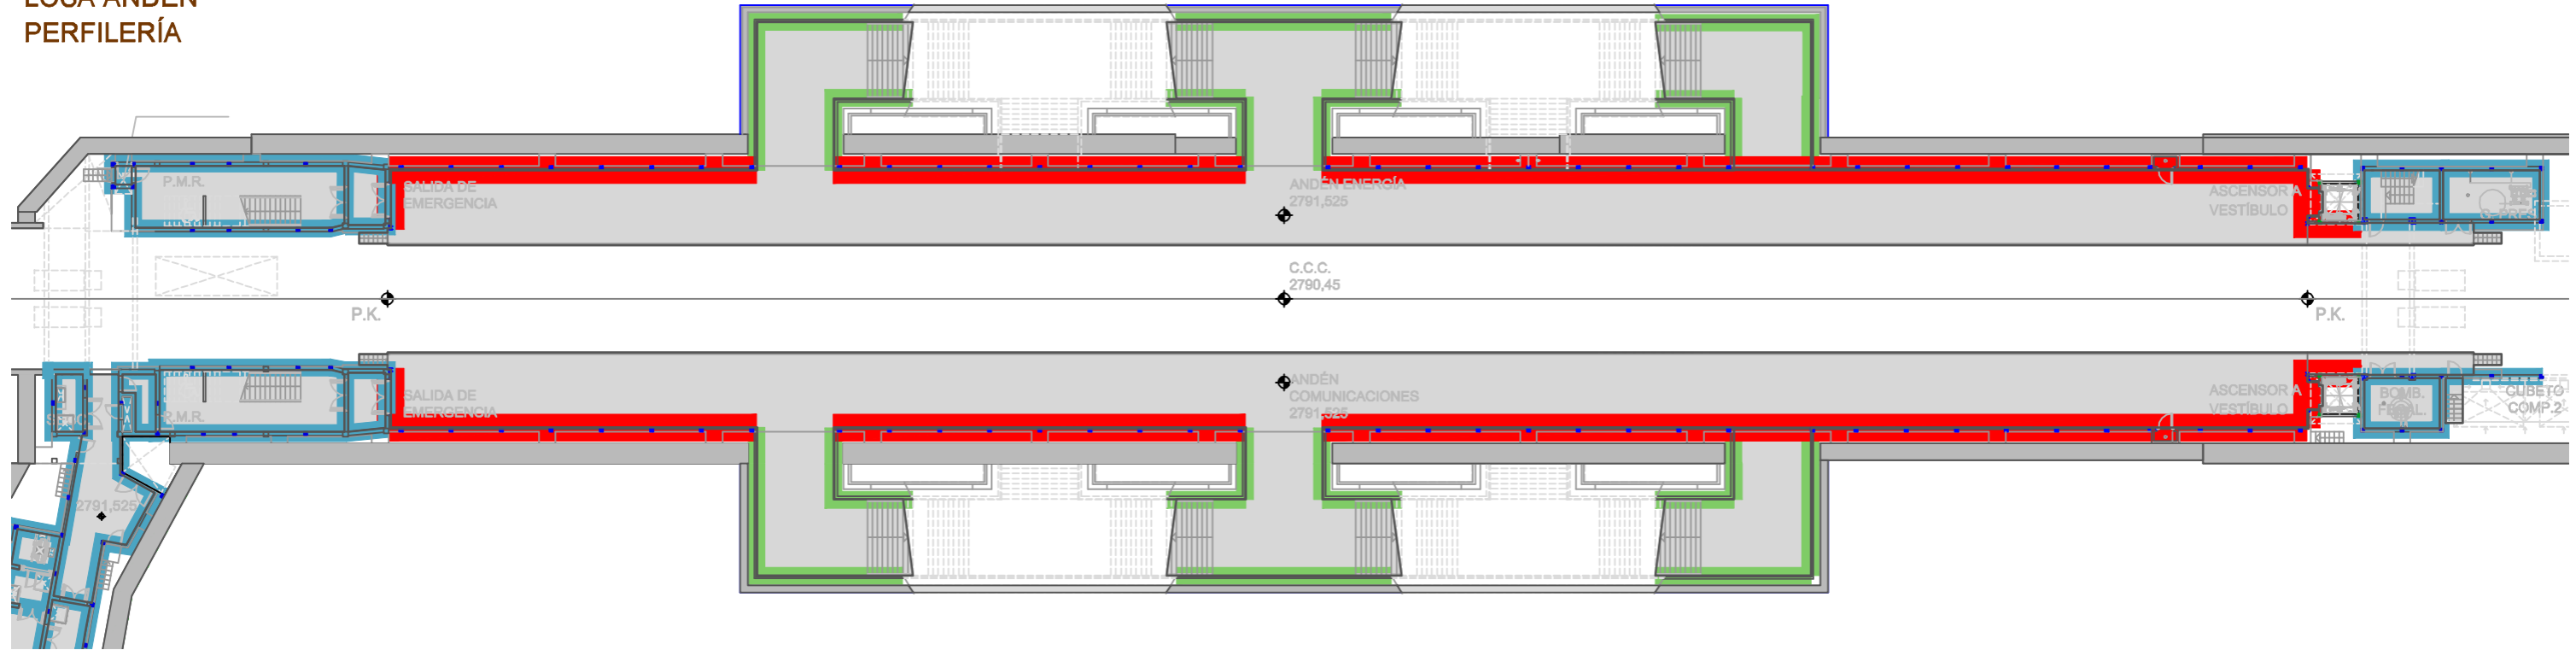 LOSA ANDÉN
PERFILERÍA
P.M.R.
SALIDA DE
EMERGENCIA
ANDÉN ENERGÍA
2791,525
ASCENSOR A
VESTÍBULO
C.C.C.
2790,45
P.K.
P.K.
SALIDA DE
EMERGENCIA
P.M.R.
ANDÉN
COMUNICACIONES
2791,525
ASCENSOR A
VESTÍBULO
BOMB.
FECAL.
CUBETO
COMP.2
2791,525